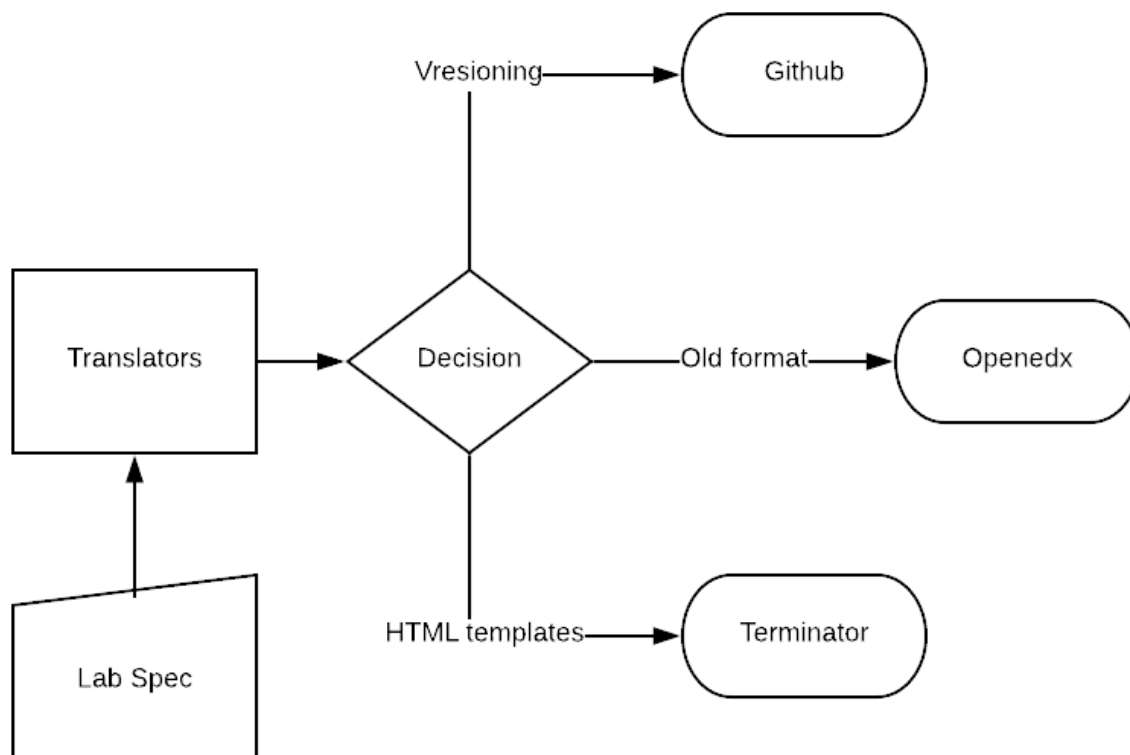 Vresioning
Github
Translators
Decision
Old format
Openedx
HTML templates
Terminator
Lab Spec